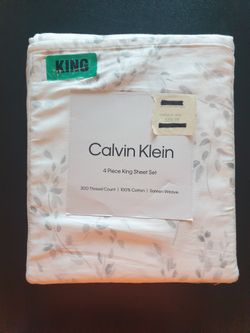 KING
Calvin Klein
4 Piece King Sheet Set
300 Thread Count | 100% Cotton | Sateen Weave